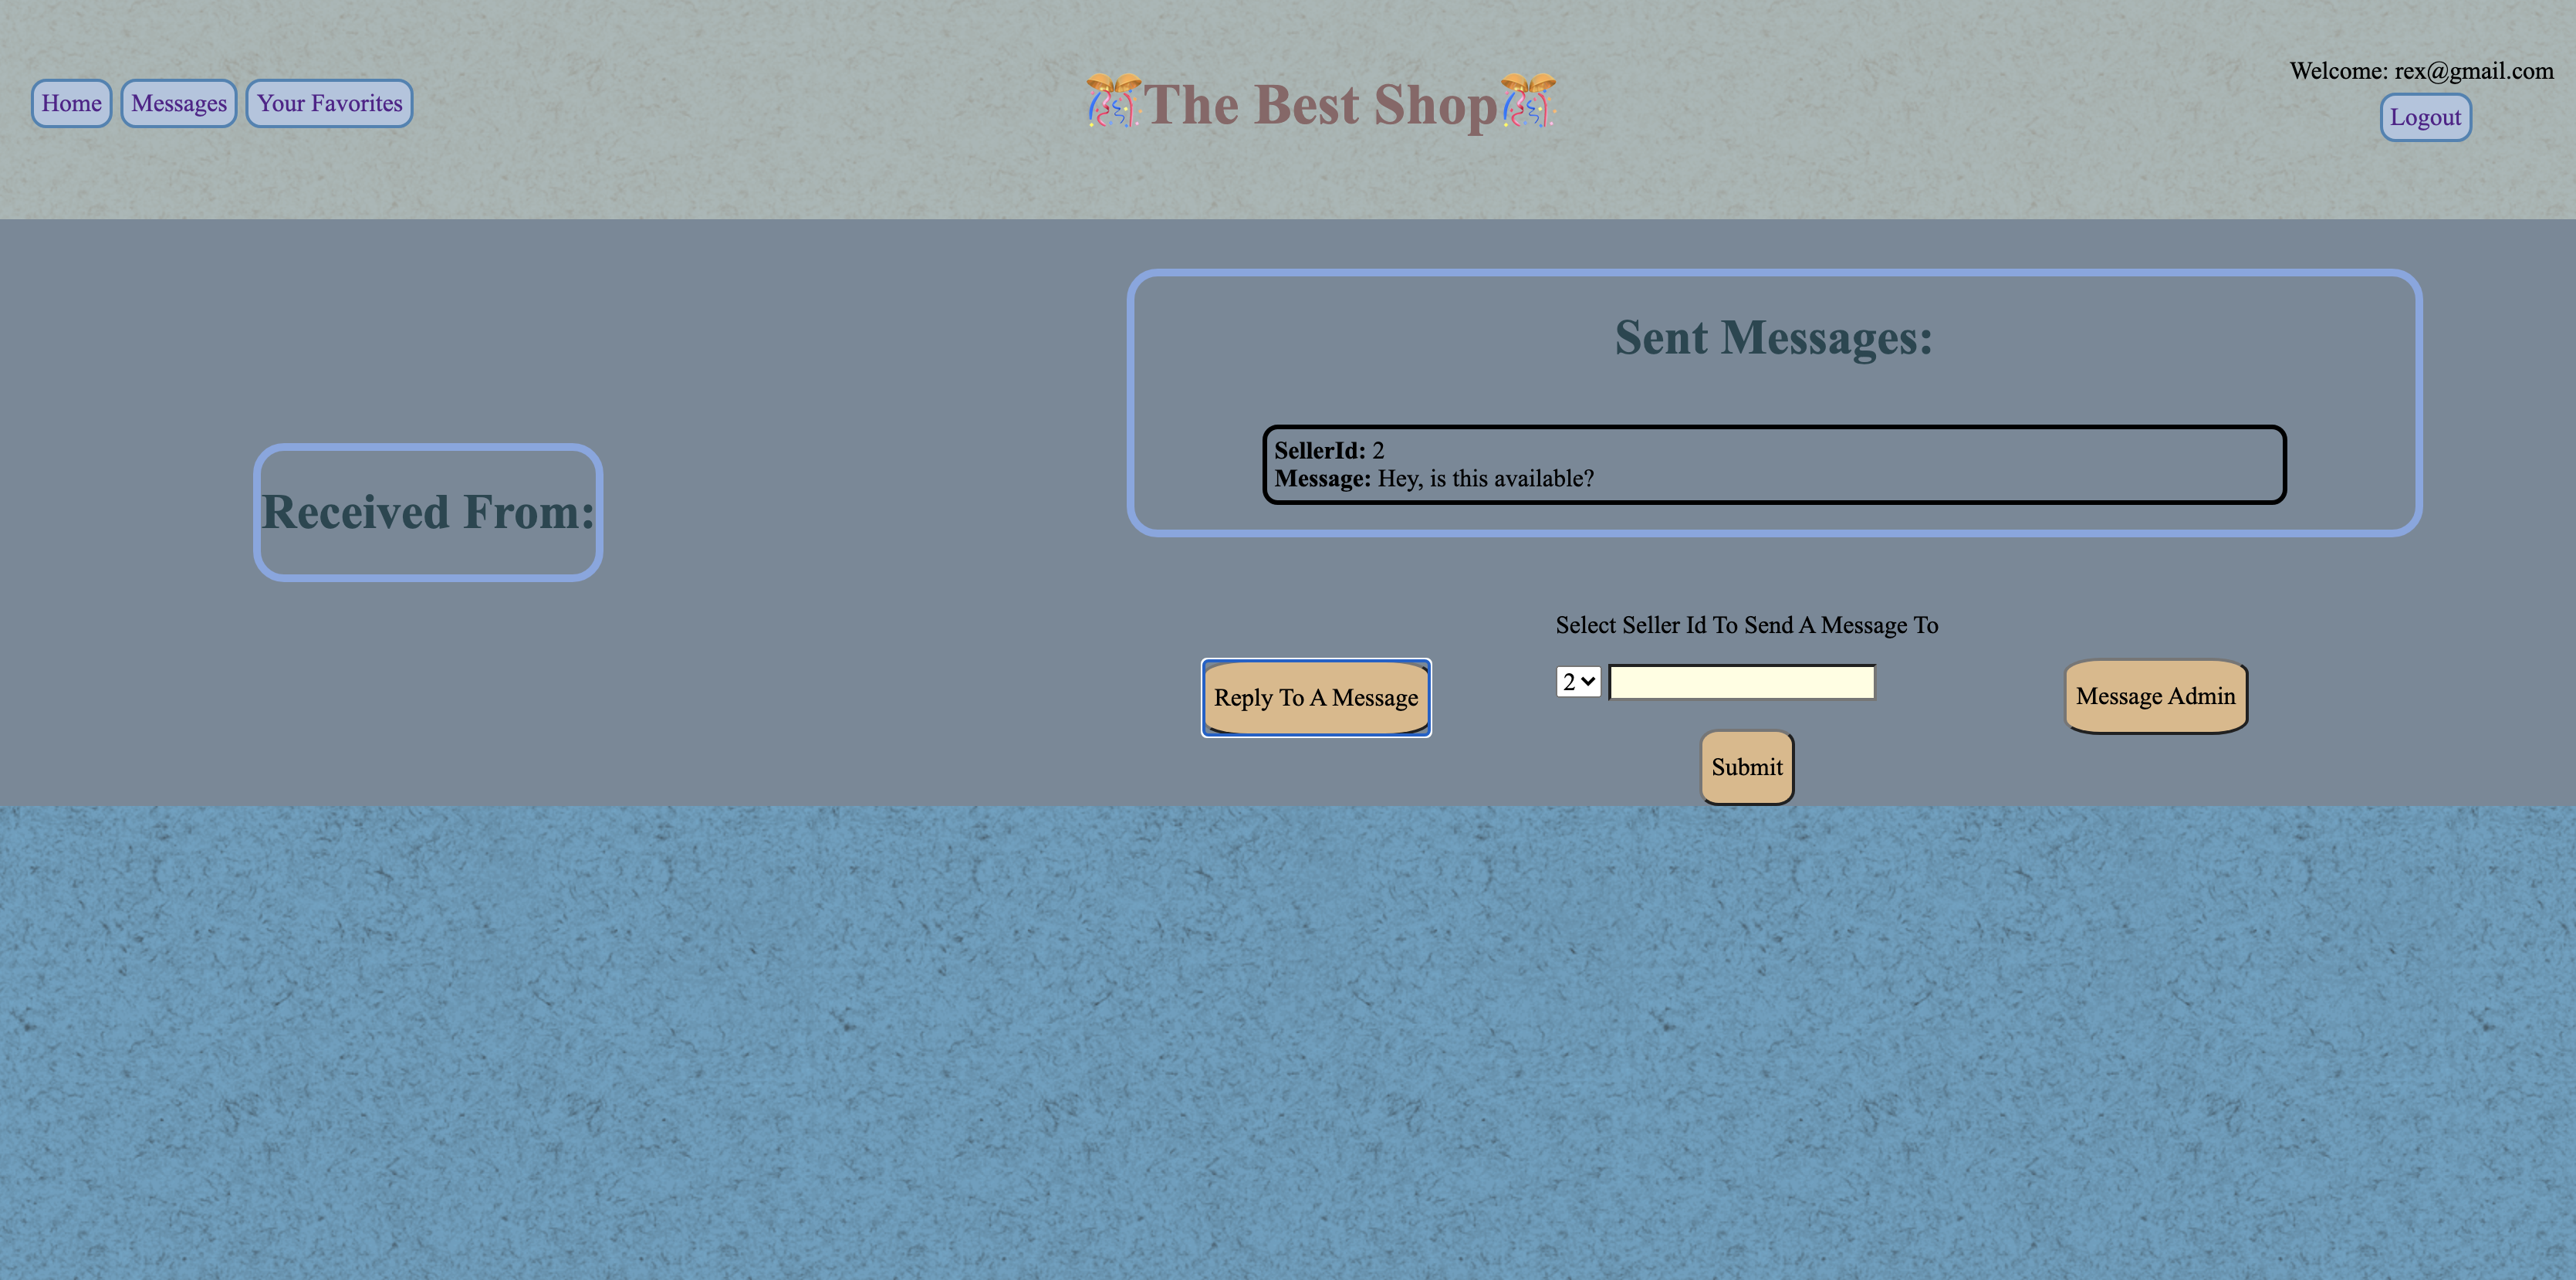 Home Messages Your Favorites
The Best Shop
Welcome: rex@gmail.com
Logout
Received From:
Sent Messages:
SellerId: 2
Message: Hey, is this available?
Reply To A Message
Select Seller Id To Send A Message To
2
Submit
Message Admin